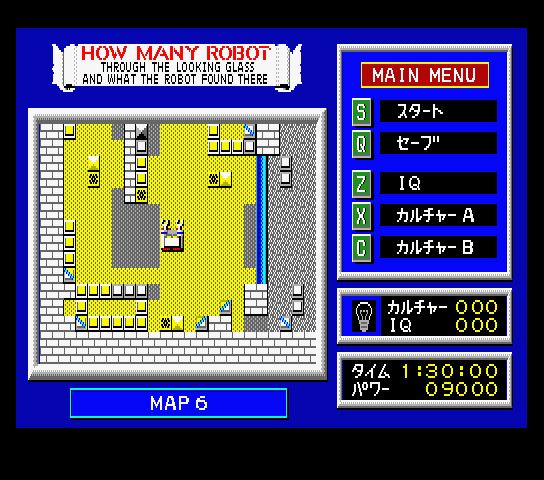 HOW MANY ROBOT
THROUGH THE LOOKING GLASS
AND WHAT THE ROBOT FOUND THERE
MAP 6
MAIN MENU
S スタート
Q セーブ
Z IQ
X カルチャーA
C カルチャーB
カルチャー 000
IQ 000
タイム 1:30:00
パワー 09000